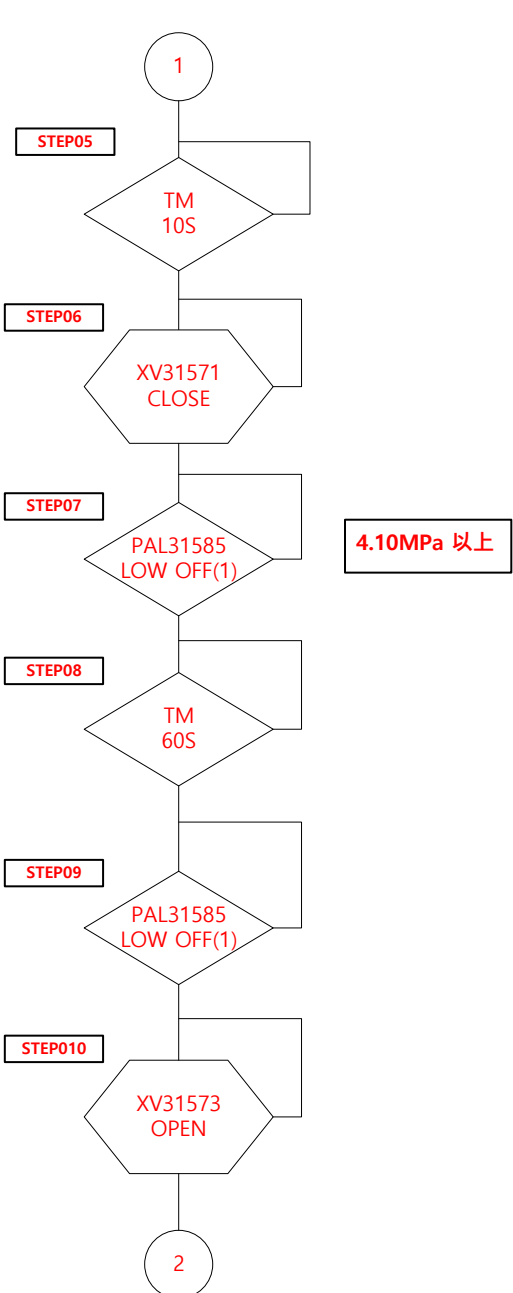 1
STEP05
TM
10S
STEP06
XV31571
CLOSE
STEP07
PAL31585
LOW OFF(1)
4.10MPa 以上
STEP08
TM
60S
STEP09
PAL31585
LOW OFF(1)
STEP010
XV31573
OPEN
2